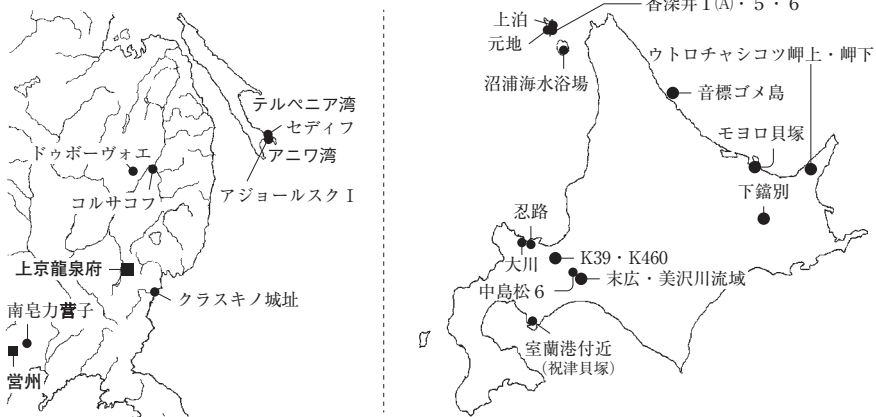 テルペニア湾
セディフ
ドゥボーヴォエ
アニワ湾
アジョールスク I
コルサコフ
上京龍泉府
クラスキノ城址
南皂力菅子
営州
香深井 I (A)・5・6
上泊
元地
沼浦海水浴場
ウトロチャシコツ岬上・岬下
音標ゴメ島
モヨロ貝塚
下鐺別
忍路
大川
K39・K460
中島松 6
末広・美沢川流域
室蘭港付近
(祝津貝塚)